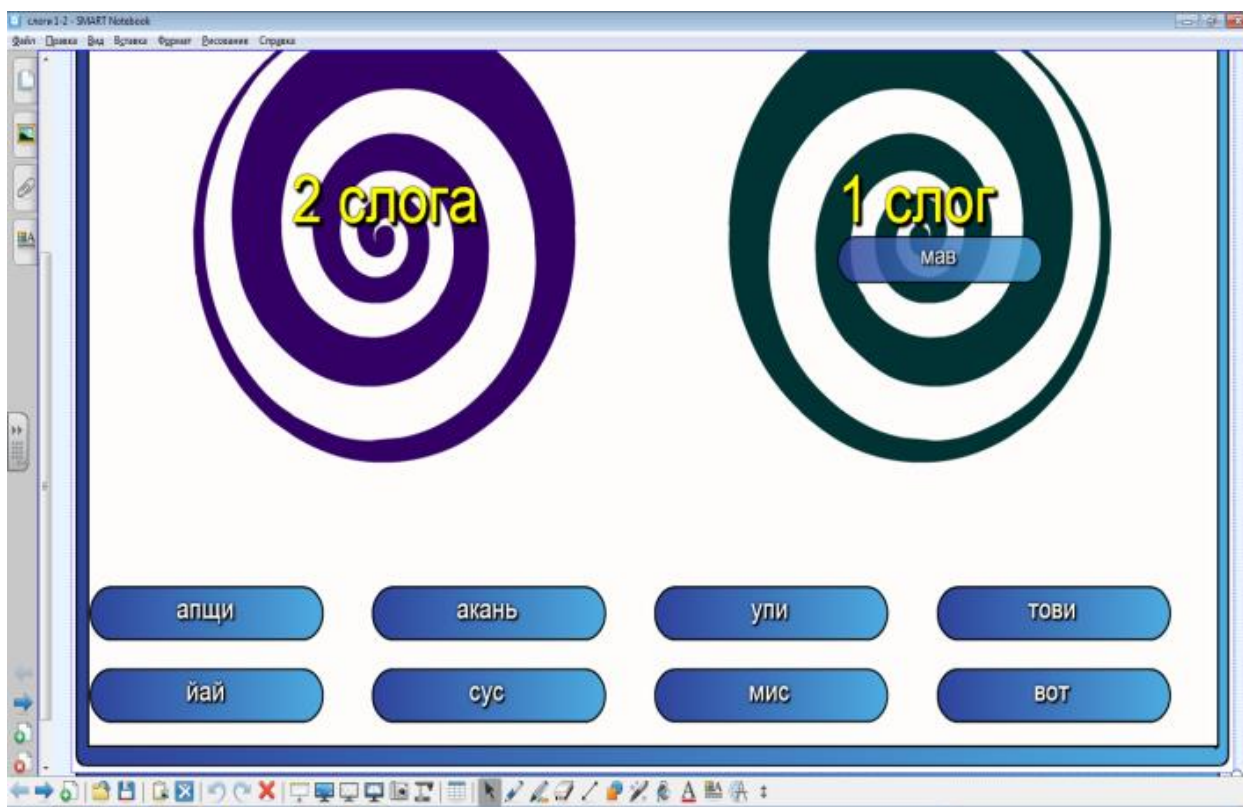 слоги 1-2 - SMART Notebook
Файл Правка Вид Вставка Формат Рисование Справка
2 слога
1 слог
мав
апщи акань упи тови
йай сус мис вот